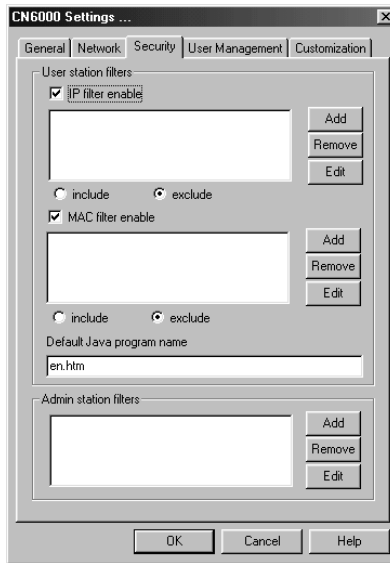 CN6000 Settings ...
General Network Security User Management Customization
User station filters
IP filter enable
Add
Remove
Edit
include exclude
MAC filter enable
Add
Remove
Edit
include exclude
Default Java program name
en.htm
Admin station filters
Add
Remove
Edit
OK Cancel Help